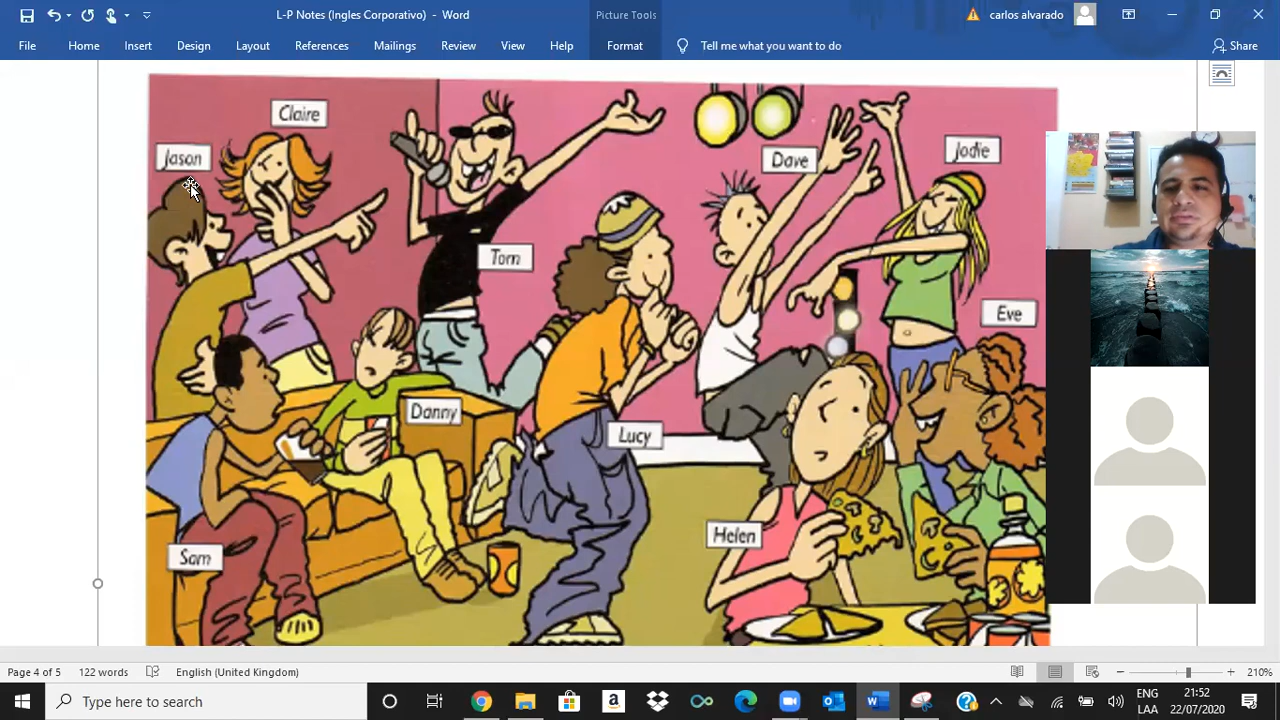 L-P Notes (Ingles Corporativo) - Word
Picture Tools
carlos alvarado
File
Home
Insert
Design
Layout
References
Mailings
Review
View
Help
Format
Tell me what you want to do
Share
Claire
Jason
Dave
Jodie
Tom
Eve
Danny
Lucy
Helen
Sam
Page 4 of 5
122 words
English (United Kingdom)
210%
Type here to search
ENG
LAA
21:52
22/07/2020